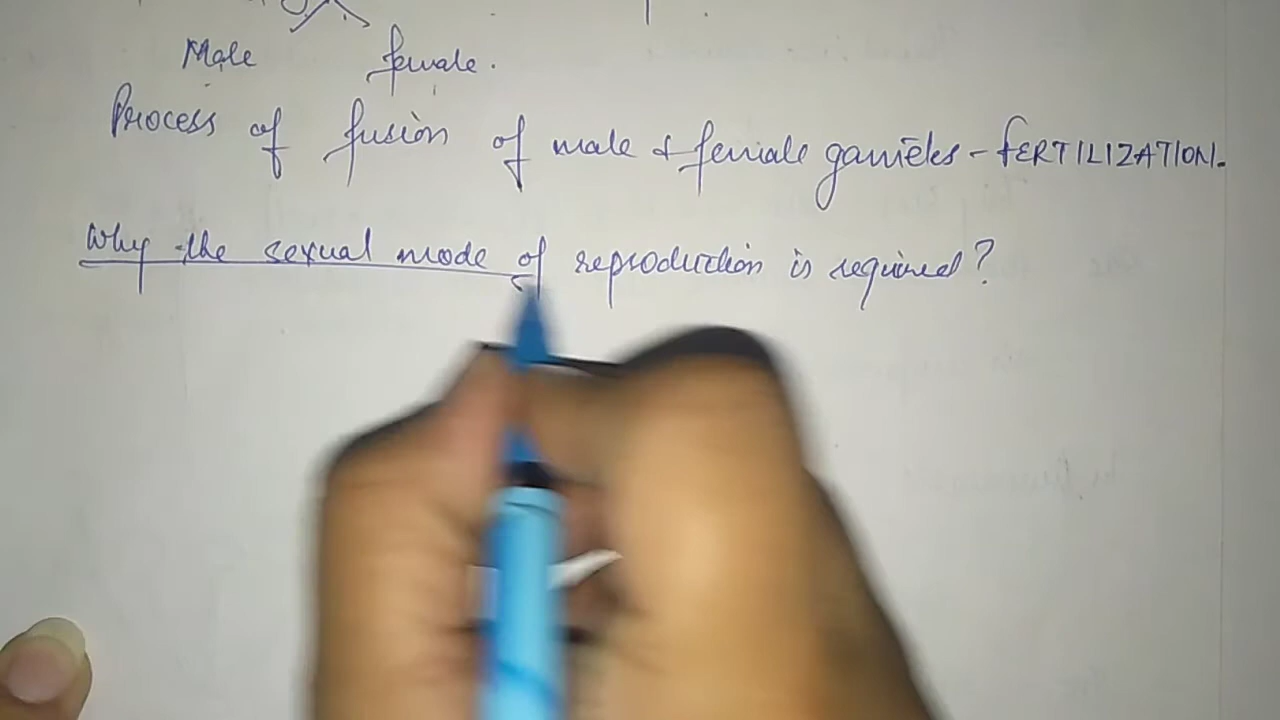 Male female.
Process of fusion of male & female gametes - FERTILIZATION.
Why the sexual mode of reproduction is required?